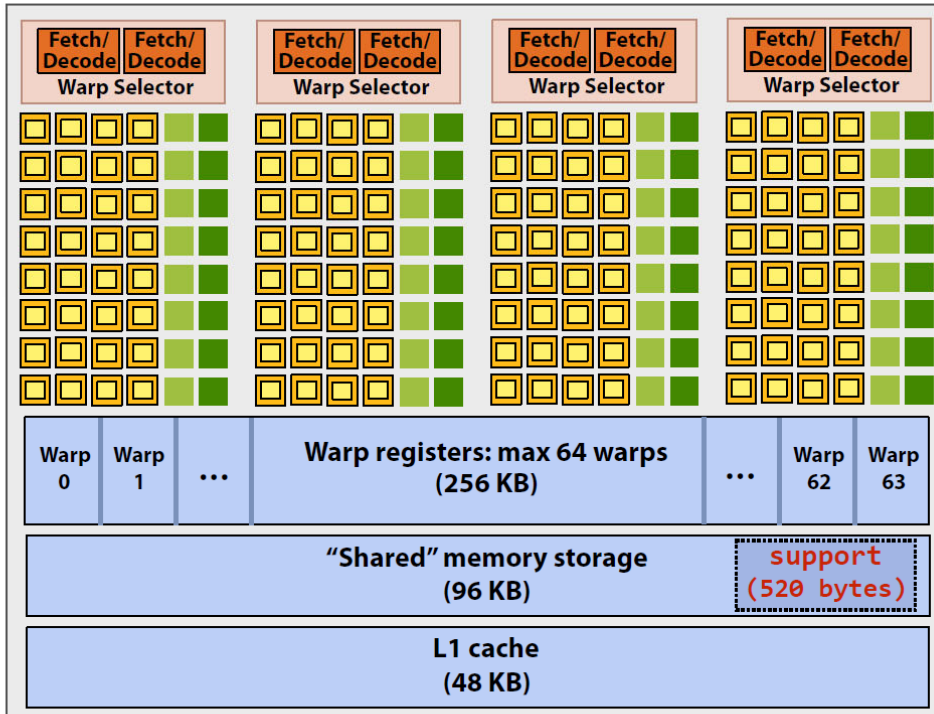 Fetch/ Fetch/ Fetch/ Fetch/ Fetch/ Fetch/ Fetch/ Fetch/
Decode Decode Decode Decode Decode Decode Decode Decode
Warp Selector Warp Selector Warp Selector Warp Selector
Warp Warp ... Warp registers: max 64 warps ... Warp Warp
0 1 (256 KB) 62 63
“Shared” memory storage support
(96 KB) (520 bytes)
L1 cache
(48 KB)